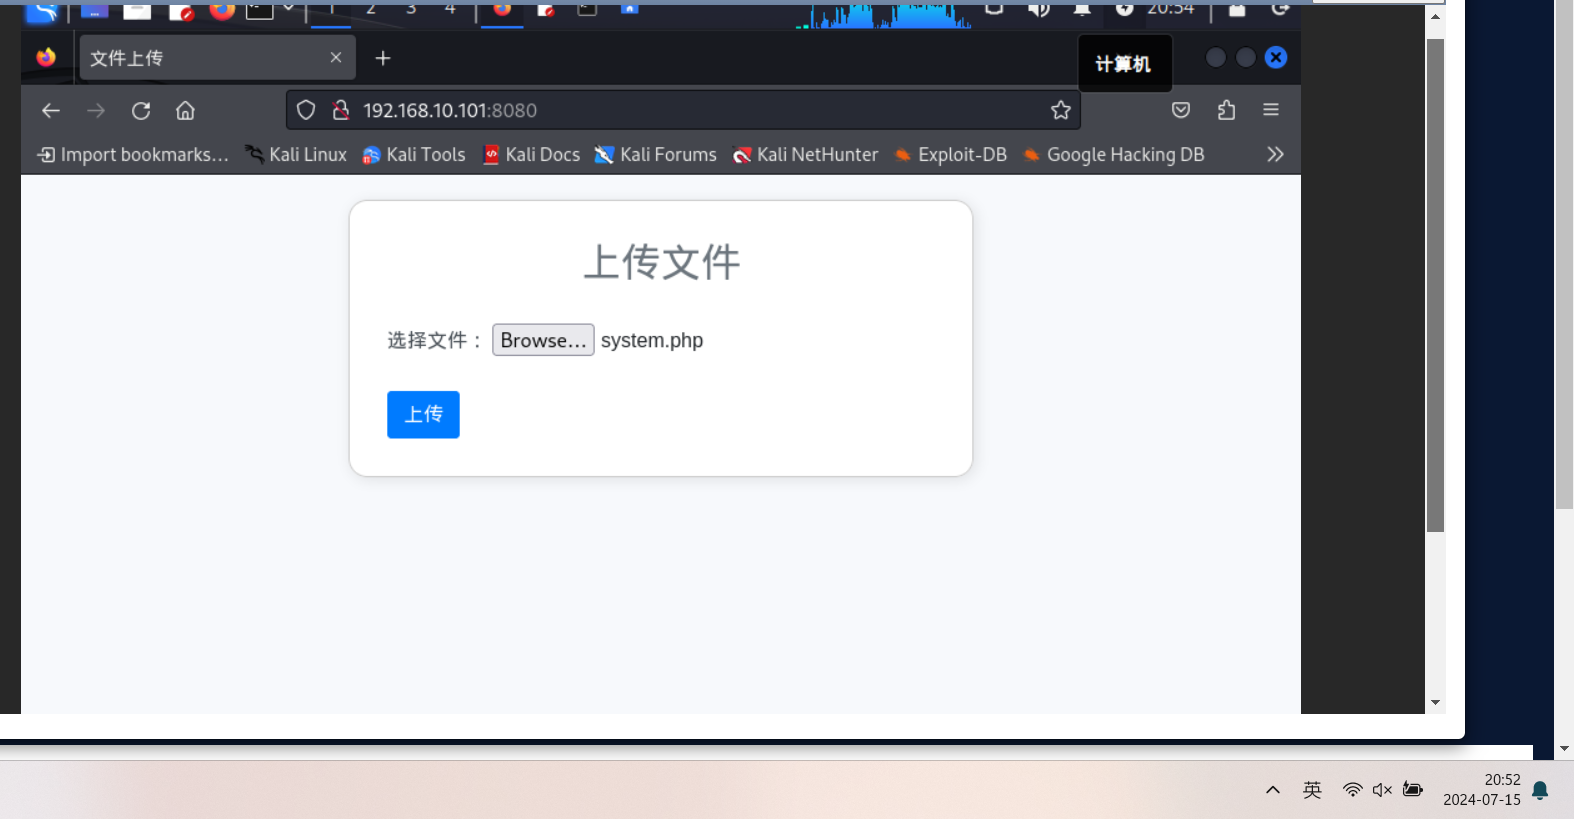 1 2 3 4 20:54
文件上传
计算机
192.168.10.101:8080
Import bookmarks... Kali Linux Kali Tools Kali Docs Kali Forums Kali NetHunter Exploit-DB Google Hacking DB
上传文件
选择文件： Browse... system.php
上传
英 20:52
2024-07-15